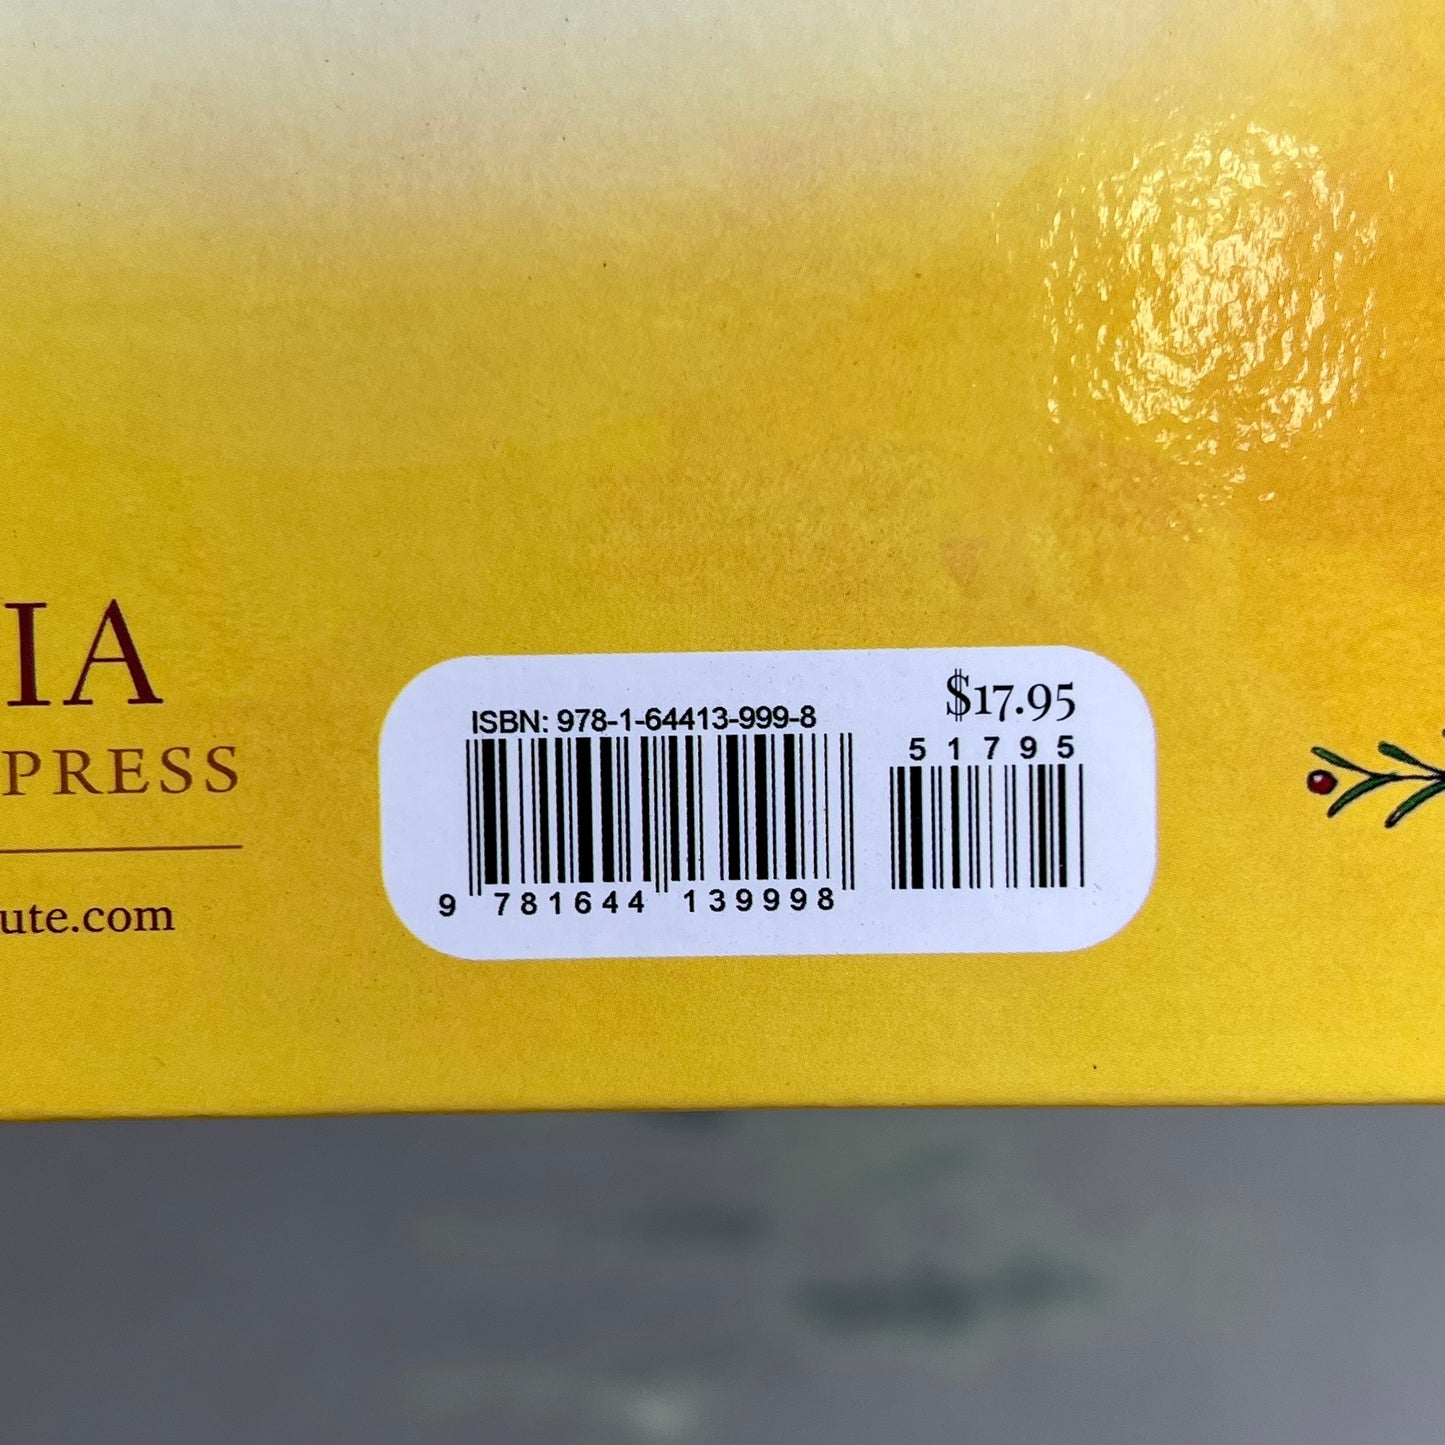 IA
PRESS
ute.com
ISBN: 978-1-64413-999-8
$17.95
51795
9 781644 139998